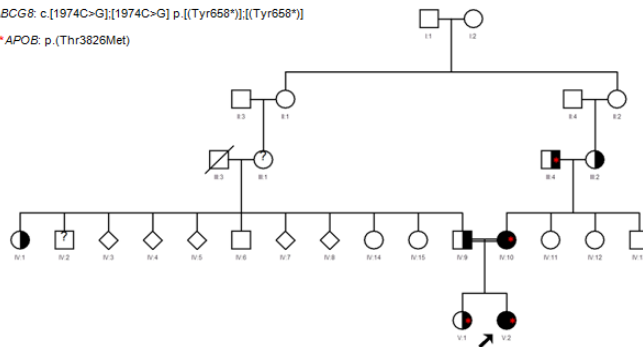 BCG8: c.[1974C>G];[1974C>G] p.[(Tyr658*)];[(Tyr658*)]
*APOB: p.(Thr3826Met)
I:1 I:2
II:3 II:1 II:4 II:2
III:3 ? III:1 III:4 III:2
? 
IV:1 IV:2 IV:3 IV:4 IV:5 IV:6 IV:7 IV:8 IV:14 IV:15 IV:9 IV:10 IV:11 IV:12
V:1 V:2